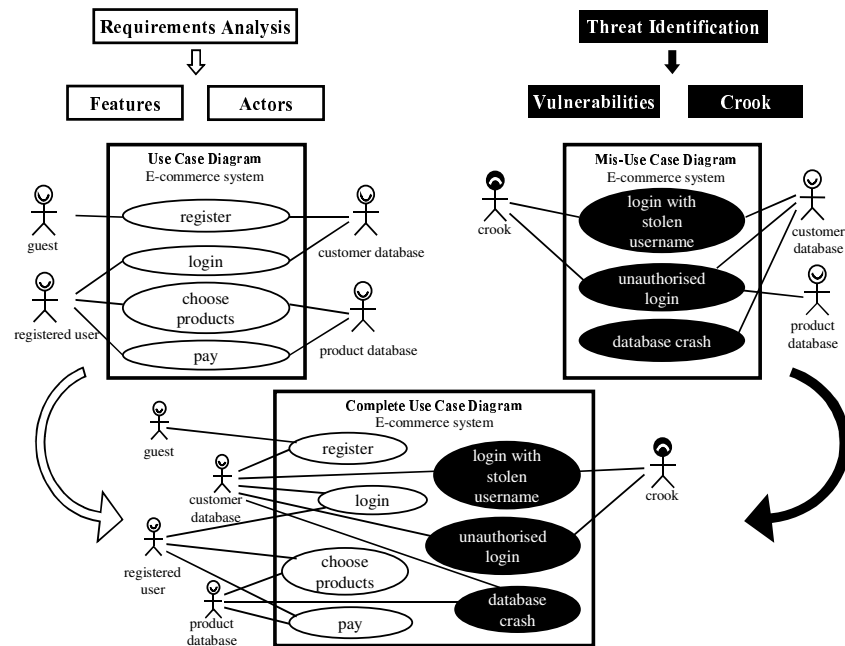 Requirements Analysis
Features
Actors
Use Case Diagram
E-commerce system
register
login
choose
products
pay
guest
registered user
customer database
product database
Threat Identification
Vulnerabilities
Crook
Mis-Use Case Diagram
E-commerce system
login with
stolen
username
unauthorised
login
database crash
crook
customer
database
product
database
Complete Use Case Diagram
E-commerce system
register
login
choose
products
pay
login with
stolen
username
unauthorised
login
database
crash
guest
customer
database
registered
user
product
database
crook